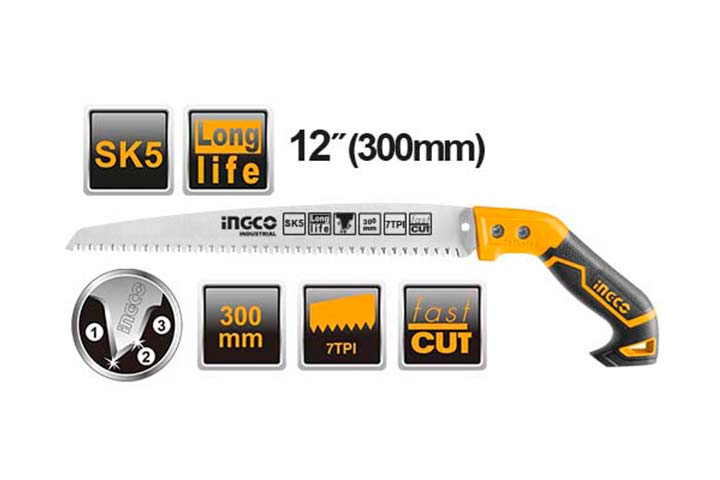 SK5
Long
life
12″(300mm)
INGCO
INDUSTRIAL
SK5
Long
life
300
mm
7TPI
fast
CUT
INGCO
INGCO
1
2
3
300
mm
7TPI
fast
CUT